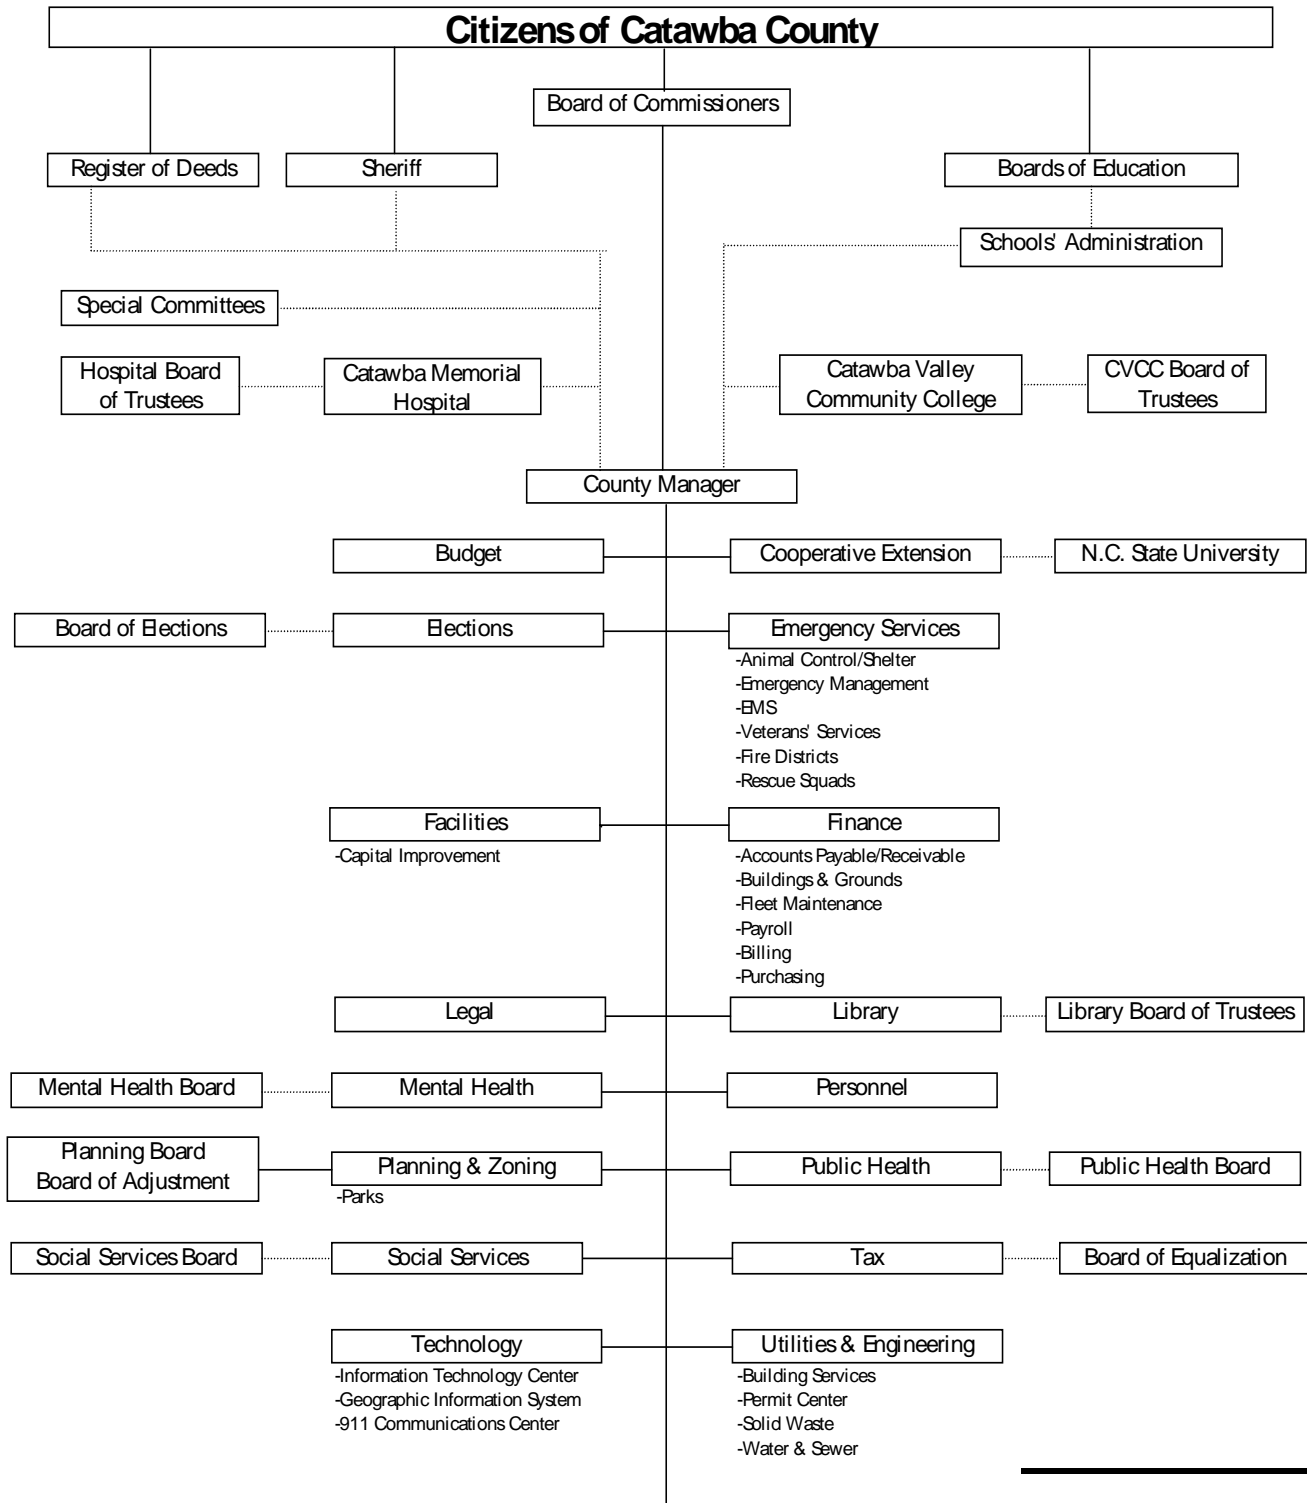 Citizens of Catawba County
Board of Commissioners
Register of Deeds
Sheriff
Boards of Education
Schools' Administration
Special Committees
Hospital Board
of Trustees
Catawba Memorial
Hospital
Catawba Valley
Community College
CVCC Board of
Trustees
County Manager
Budget
Cooperative Extension
N.C. State University
Board of Elections
Elections
Emergency Services
-Animal Control/Shelter
-Emergency Management
-EMS
-Veterans' Services
-Fire Districts
-Rescue Squads
Facilities
-Capital Improvement
Finance
-Accounts Payable/Receivable
-Buildings & Grounds
-Fleet Maintenance
-Payroll
-Billing
-Purchasing
Legal
Library
Library Board of Trustees
Mental Health Board
Mental Health
Personnel
Planning Board
Board of Adjustment
Planning & Zoning
-Parks
Public Health
Public Health Board
Social Services Board
Social Services
Tax
Board of Equalization
Technology
-Information Technology Center
-Geographic Information System
-911 Communications Center
Utilities & Engineering
-Building Services
-Permit Center
-Solid Waste
-Water & Sewer